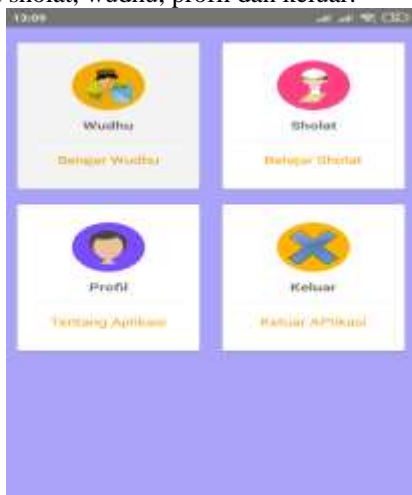 sholat, wudhu, profil dan keluar.
13:09
Wudhu
Sholat
Belajar Wudhu
Belajar Sholat
Profil
Keluar
Tentang Aplikasi
Keluar APlikasi